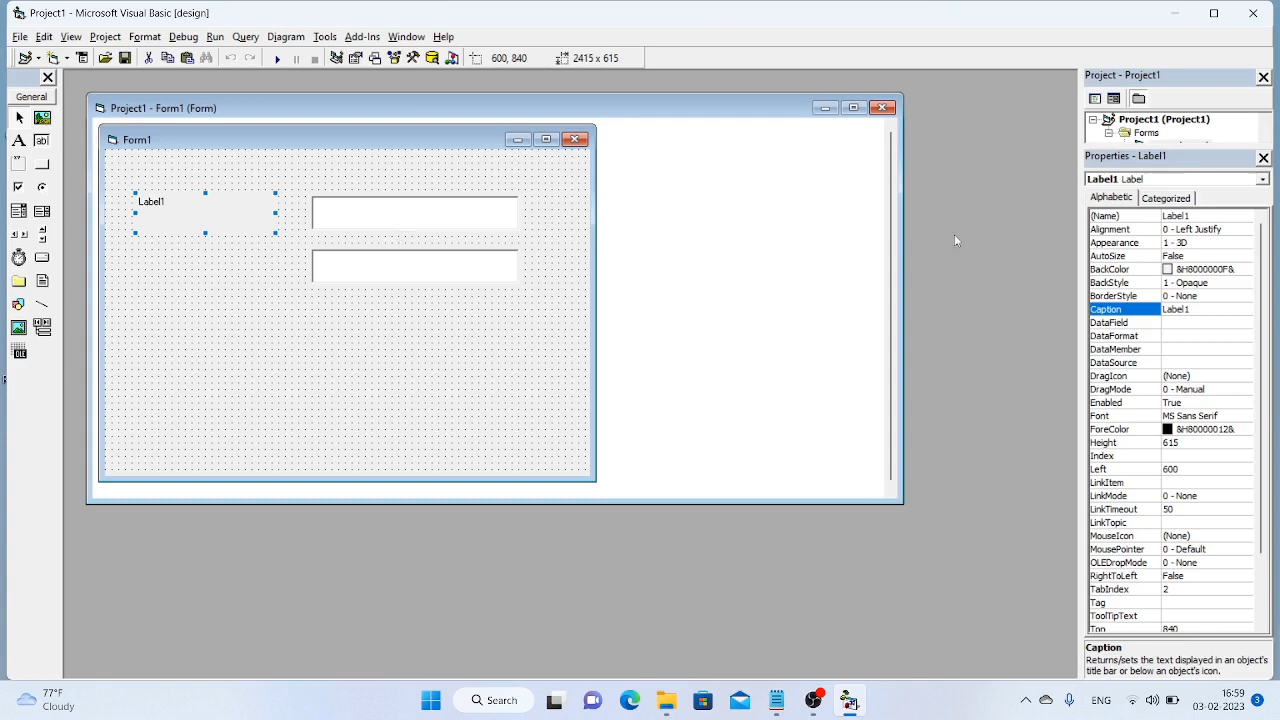 Project1 - Microsoft Visual Basic [design]
File Edit View Project Format Debug Run Query Diagram Tools Add-Ins Window Help
600, 840 2415 x 615
General
Project1 - Form1 (Form)
Form1
Label1
Project - Project1
Project1 (Project1)
Forms
Properties - Label1
Label1 Label
Alphabetic Categorized
(Name) Label1
Alignment 0 - Left Justify
Appearance 1 - 3D
AutoSize False
BackColor &H8000000F&
BackStyle 1 - Opaque
BorderStyle 0 - None
Caption Label1
DataField
DataFormat
DataMember
DataSource
DragIcon (None)
DragMode 0 - Manual
Enabled True
Font MS Sans Serif
ForeColor &H80000012&
Height 615
Index
Left 600
LinkItem
LinkMode 0 - None
LinkTimeout 50
LinkTopic
MouseIcon (None)
MousePointer 0 - Default
OLEDropMode 0 - None
RightToLeft False
TabIndex 2
Tag
ToolTipText
Top 840
Caption
Returns/sets the text displayed in an object's
title bar or below an object's icon.
77°F
Cloudy
Search
ENG
16:59
03-02-2023
3